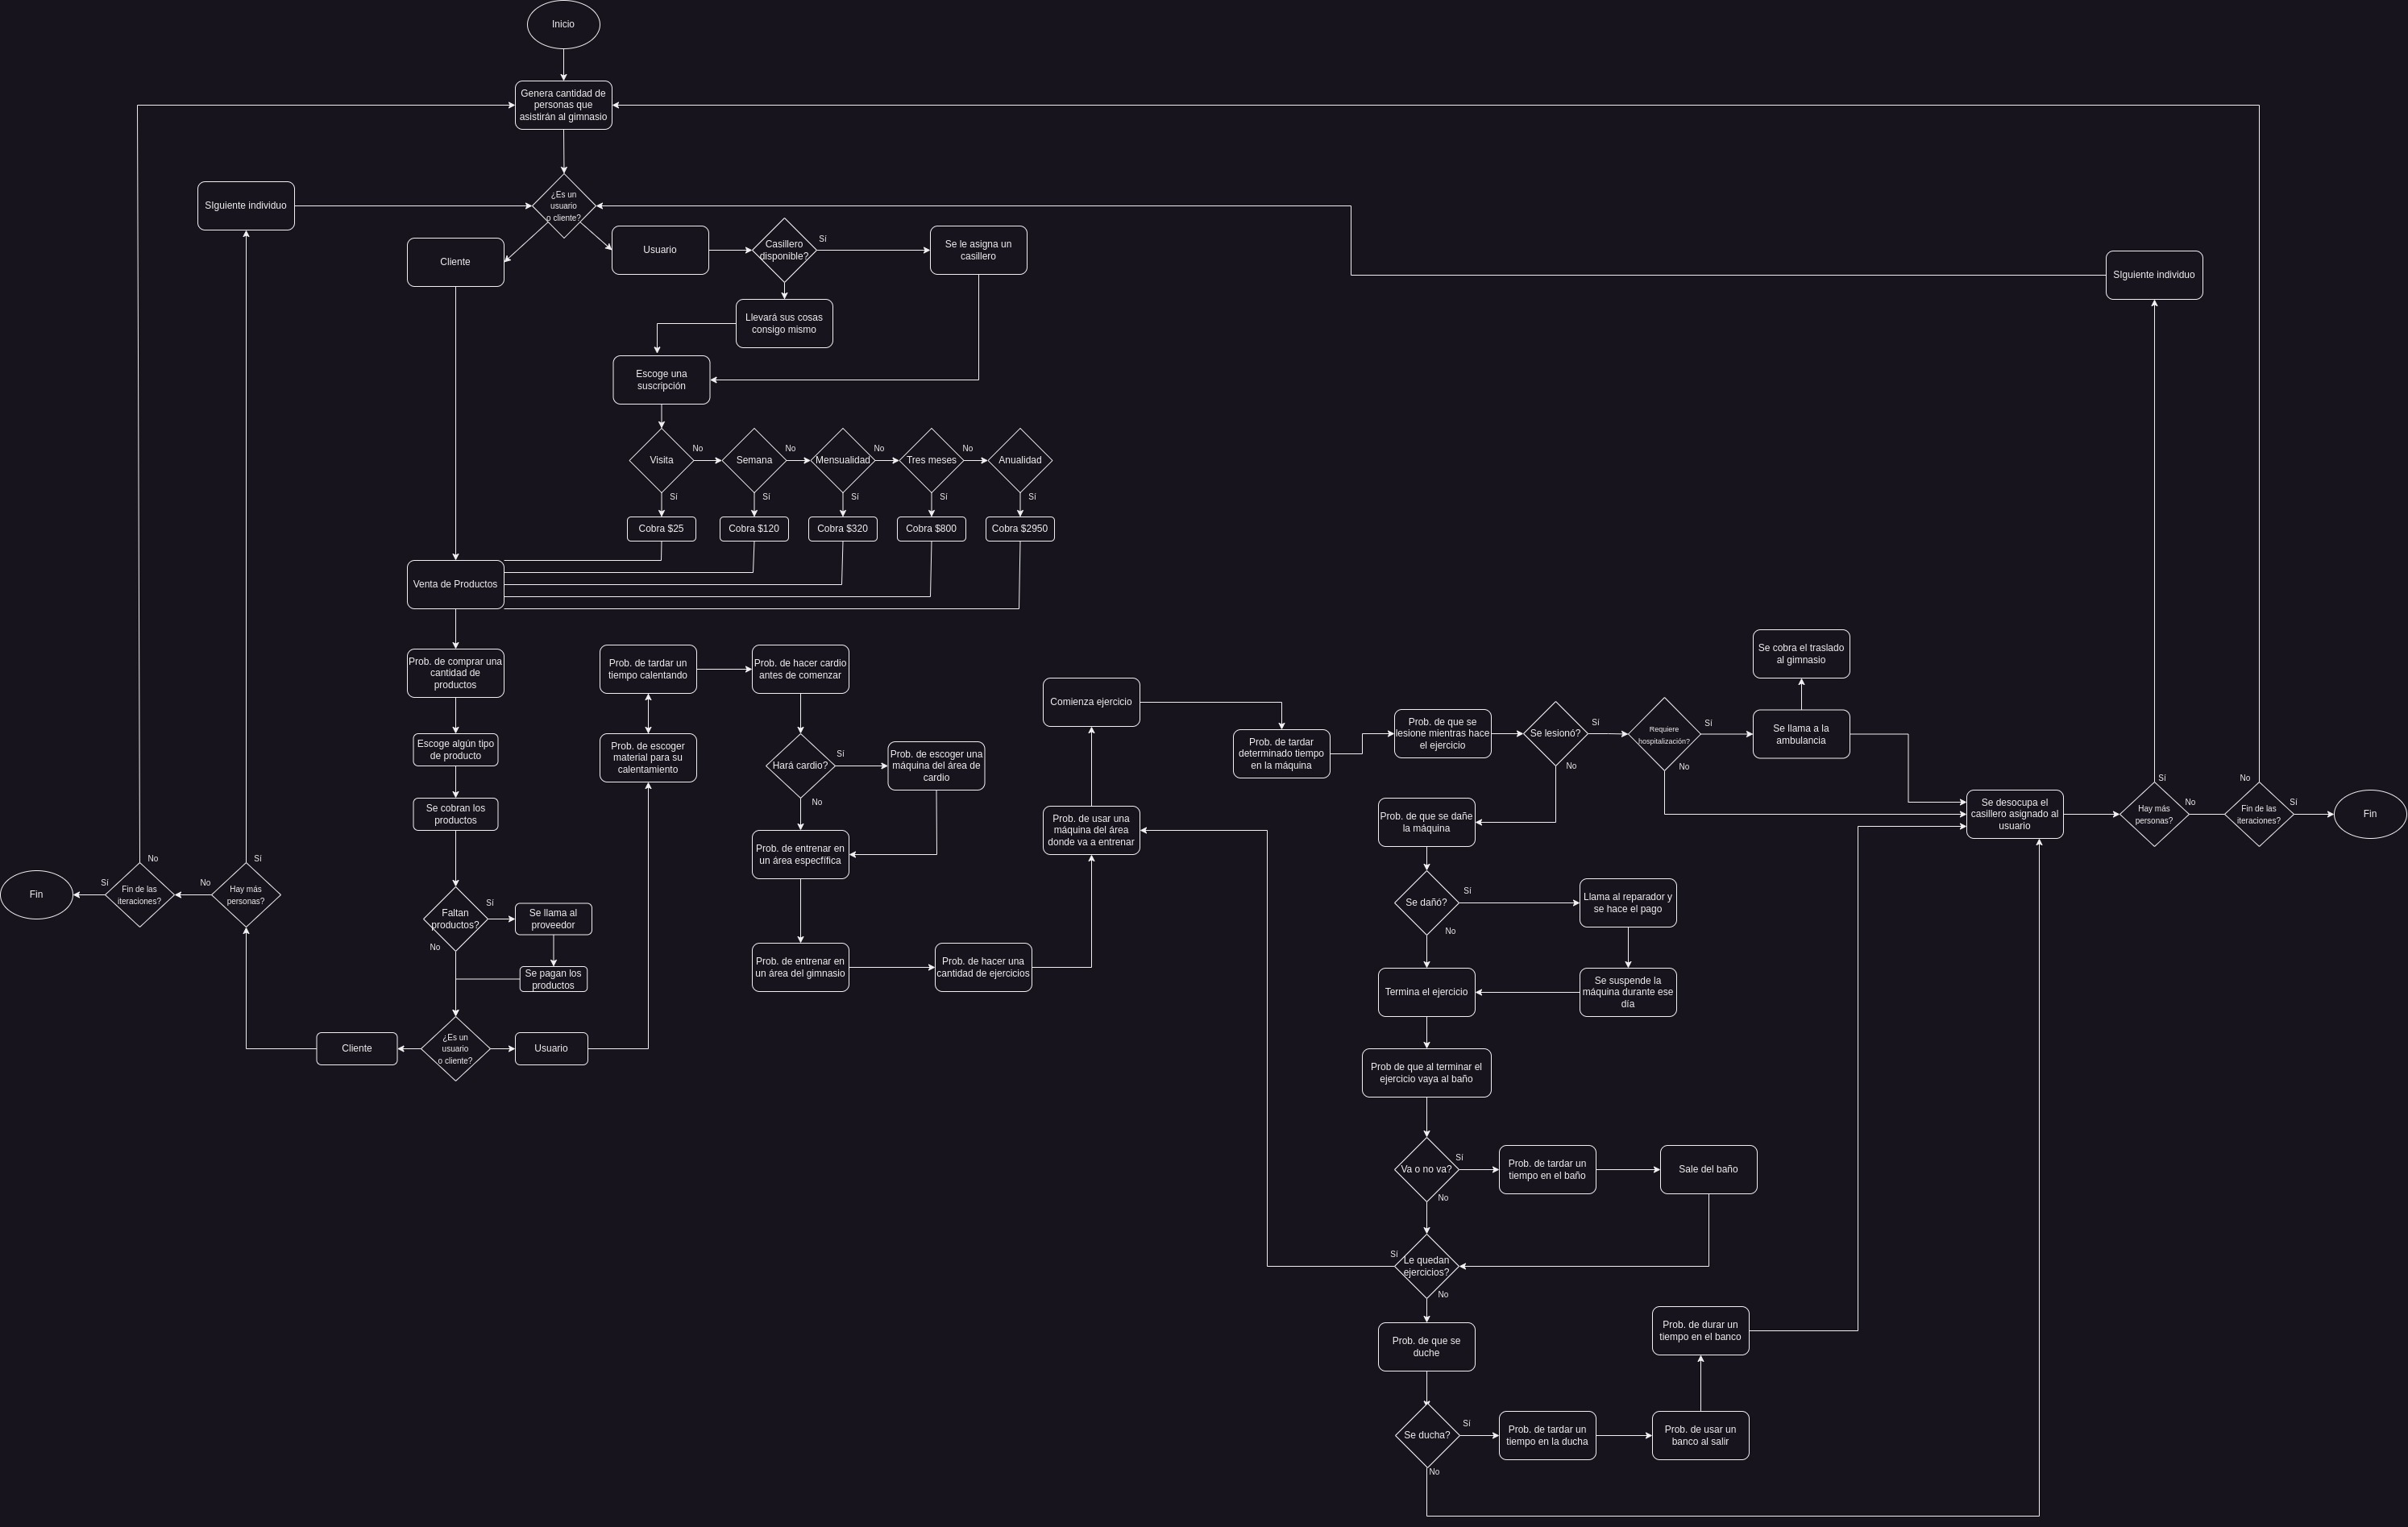 Inicio
Genera cantidad de
personas que
asistirán al gimnasio
¿Es un
usuario
o cliente?
SIguiente individuo
Cliente
Usuario
Casillero
disponible?
Sí
Se le asigna un
casillero
Llevará sus cosas
consigo mismo
SIguiente individuo
Escoge una
suscripción
Visita
No
Semana
No
Mensualidad
No
Tres meses
No
Anualidad
Sí
Sí
Sí
Sí
Sí
Cobra $25
Cobra $120
Cobra $320
Cobra $800
Cobra $2950
Venta de Productos
Prob. de comprar una
cantidad de
productos
Escoge algún tipo
de producto
Se cobran los
productos
Faltan
productos?
Sí
No
Se llama al
proveedor
Se pagan los
productos
¿Es un
usuario
o cliente?
Cliente
Usuario
Hay más
personas?
Sí
No
Fin de las
iteraciones?
No
Sí
Fin
Prob. de tardar un
tiempo calentando
Prob. de escoger
material para su
calentamiento
Prob. de hacer cardio
antes de comenzar
Hará cardio?
Sí
No
Prob. de escoger una
máquina del área de
cardio
Prob. de entrenar en
un área especffifica
Prob. de entrenar en
un área del gimnasio
Prob. de hacer una
cantidad de ejercicios
Prob. de usar una
máquina del área
donde va a entrenar
Comienza ejercicio
Prob. de tardar
determinado tiempo
en la máquina
Prob. de que se
lesione mientras hace
el ejercicio
Se lesionó?
Sí
No
Requiere
hospitalización?
Sí
No
Se llama a la
ambulancia
Se cobra el traslado
al gimnasio
Prob. de que se dañe
la máquina
Se dañó?
Sí
No
Llama al reparador y
se hace el pago
Se suspende la
máquina durante ese
día
Termina el ejercicio
Prob de que al terminar el
ejercicio vaya al baño
Va o no va?
Sí
No
Prob. de tardar un
tiempo en el baño
Sale del baño
Le quedan
ejercicios?
Sí
No
Prob. de que se
duche
Se ducha?
Sí
No
Prob. de tardar un
tiempo en la ducha
Prob. de usar un
banco al salir
Prob. de durar un
tiempo en el banco
Se desocupa el
casillero asignado al
usuario
Hay más
personas?
Sí
No
Fin de las
iteraciones?
No
Sí
Fin